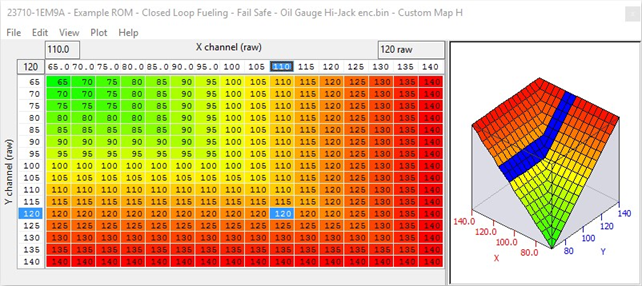 23710-1EM9A - Example ROM - Closed Loop Fueling - Fail Safe - Oil Gauge Hi-Jack enc.bin - Custom Map H
File Edit View Plot Help
110.0 X channel (raw) 120 raw
120 65.0 70.0 75.0 80.0 85.0 90.0 95.0 100 105 110 115 120 125 130 135 140
65 65 70 75 80 85 90 95 100 105 110 115 120 125 130 135 140
70 70 70 75 80 85 90 95 100 105 110 115 120 125 130 135 140
75 75 75 75 80 85 90 95 100 105 110 115 120 125 130 135 140
80 80 80 80 80 85 90 95 100 105 110 115 120 125 130 135 140
85 85 85 85 85 85 90 95 100 105 110 115 120 125 130 135 140
90 90 90 90 90 90 90 95 100 105 110 115 120 125 130 135 140
95 95 95 95 95 95 95 95 100 105 110 115 120 125 130 135 140
100 100 100 100 100 100 100 100 100 105 110 115 120 125 130 135 140
105 105 105 105 105 105 105 105 105 105 110 115 120 125 130 135 140
110 110 110 110 110 110 110 110 110 110 110 115 120 125 130 135 140
115 115 115 115 115 115 115 115 115 115 115 115 120 125 130 135 140
120 120 120 120 120 120 120 120 120 120 120 120 120 125 130 135 140
125 125 125 125 125 125 125 125 125 125 125 125 125 125 130 135 140
130 130 130 130 130 130 130 130 130 130 130 130 130 130 130 135 140
135 135 135 135 135 135 135 135 135 135 135 135 135 135 135 135 140
140 140 140 140 140 140 140 140 140 140 140 140 140 140 140 140 140
Y channel (raw)
140.0 120.0 100.0 80.0
X
80 100 120 140
Y